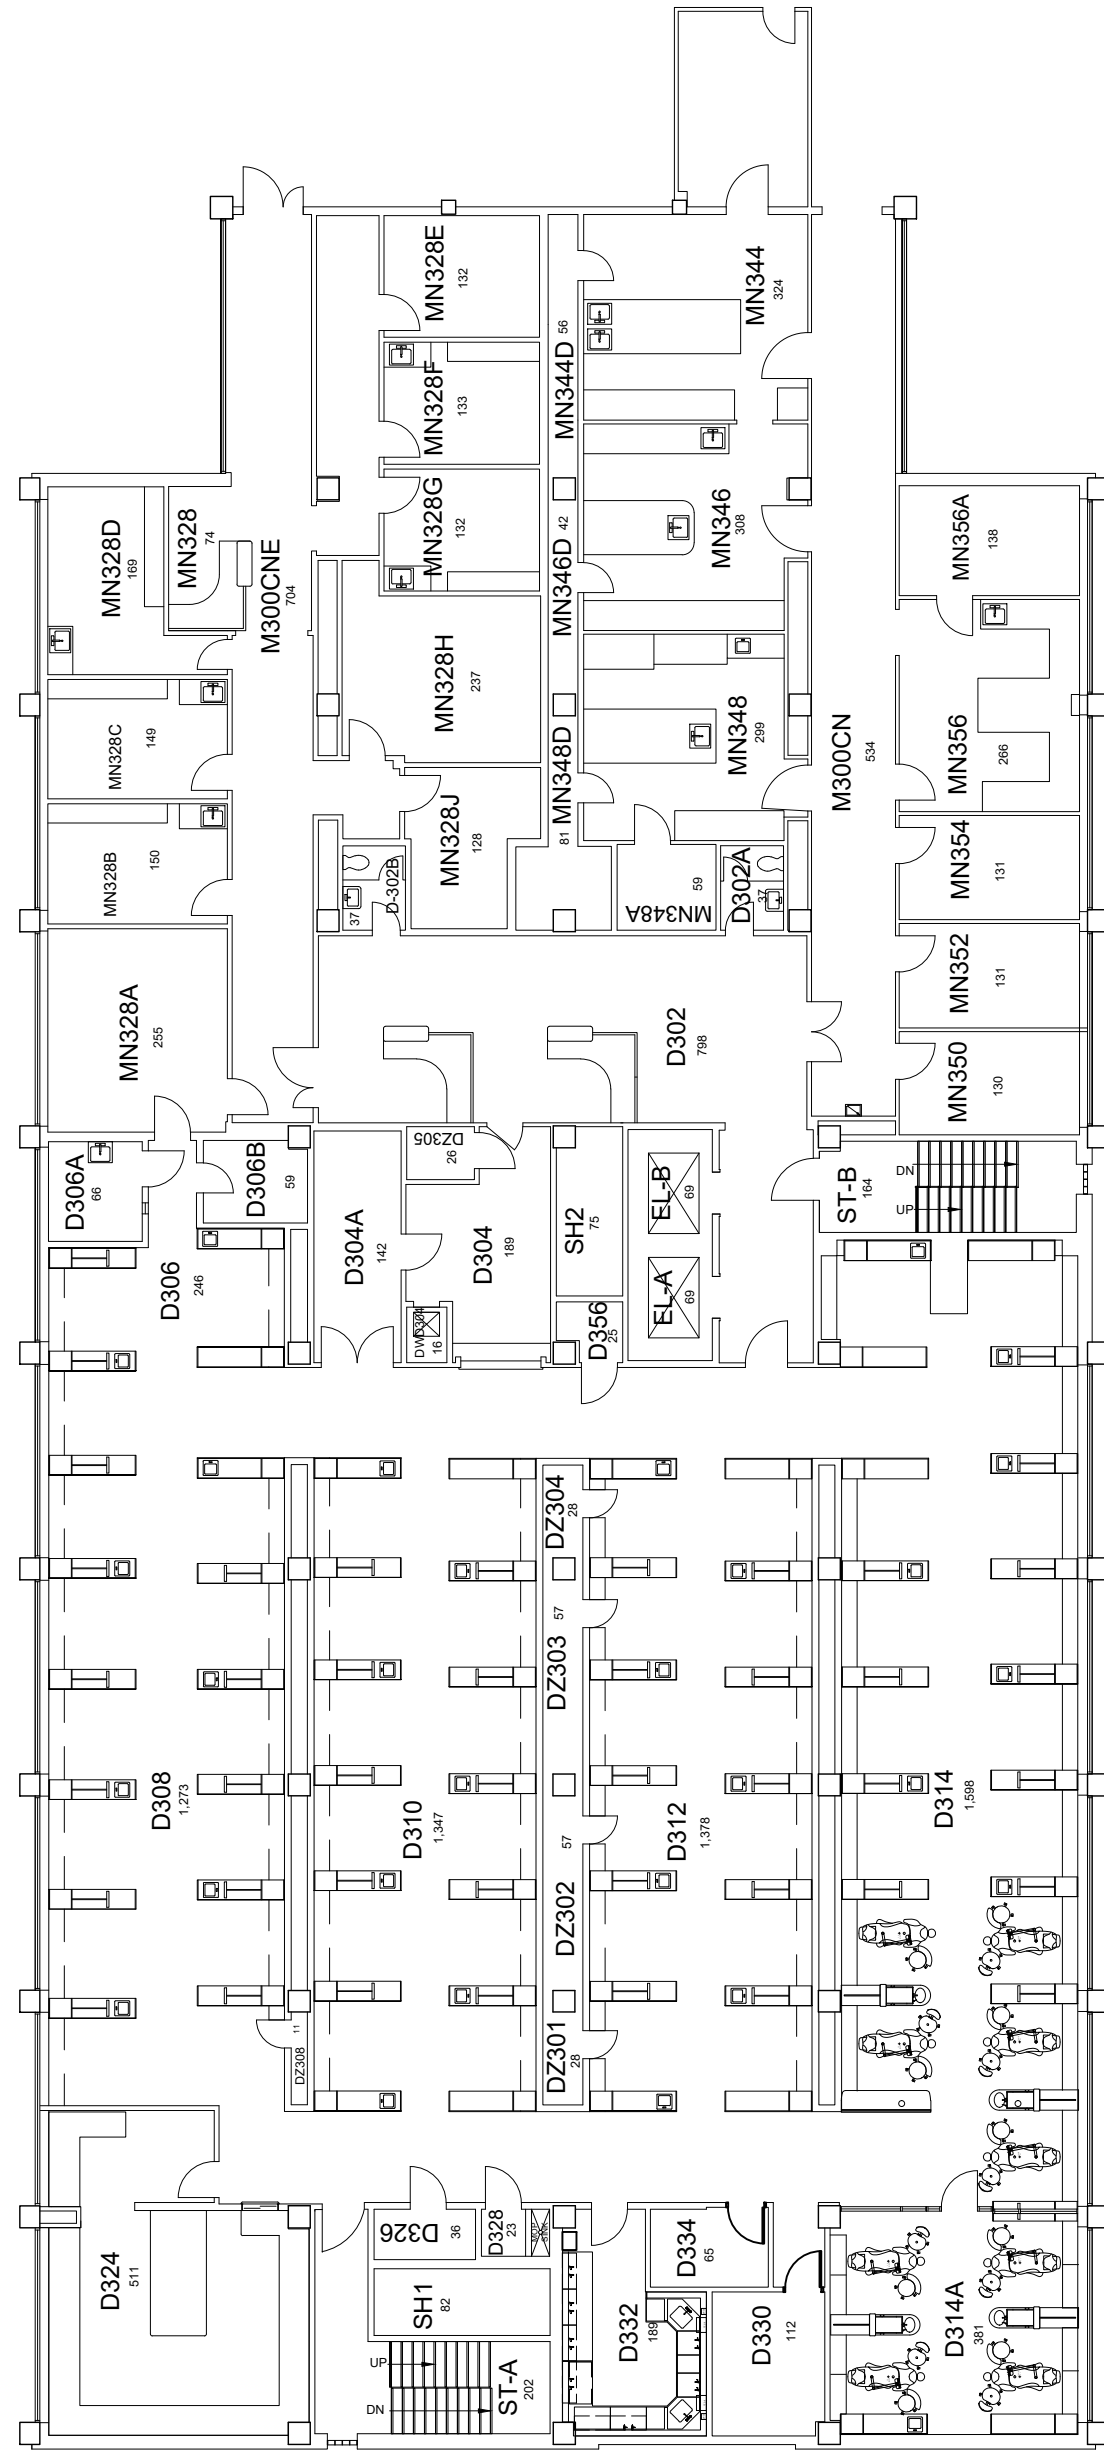 MN328E
132
MN328F
133
MN328G
132
MN344
324
MN344D
56
MN328D
169
MN328
74
M300CNE
704
MN346D
42
MN346
308
MN356A
138
MN328C
149
MN328H
237
MN348
299
M300CN
534
MN356
266
MN328B
150
MN328J
128
MN348D
81
MN354
131
D-302B
37
MN348A
59
D302A
37
MN328A
255
D302
798
MN352
131
MN350
130
D306A
66
D306B
59
DZ305
26
D304A
142
D304
189
SH2
75
EL-B
69
ST-B
164
DN
UP
D306
246
DWD304
16
D356
25
EL-A
69
DZ304
28
DZ303
57
D308
1,273
D310
1,347
D312
1,378
D314
1,598
57
DZ302
DZ308
11
DZ301
28
D324
511
D326
36
D328
23
MOP
SINK
D334
65
SH1
82
D332
189
D330
112
D314A
381
UP
DN
ST-A
202